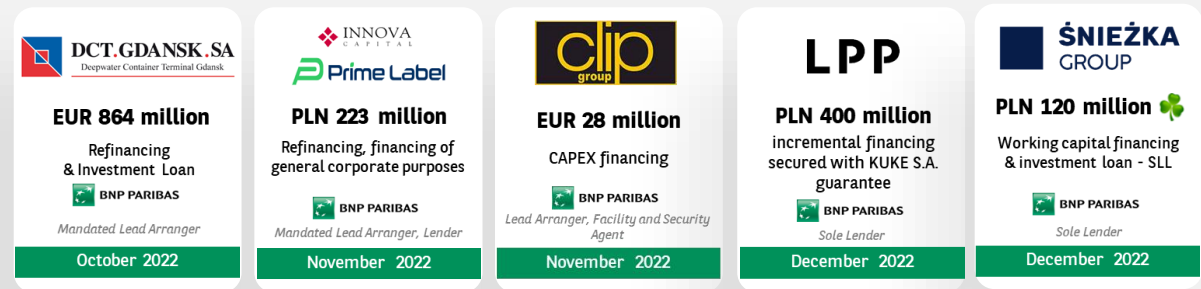 DCT.GDANSK.SA
Deepwater Container Terminal Gdansk
EUR 864 million
Refinancing
& Investment Loan
BNP PARIBAS
Mandated Lead Arranger
October 2022
INNOVA
CAPITAL
Prime Label
PLN 223 million
Refinancing, financing of
general corporate purposes
BNP PARIBAS
Mandated Lead Arranger, Lender
November 2022
clip
group
EUR 28 million
CAPEX financing
BNP PARIBAS
Lead Arranger, Facility and Security
Agent
November 2022
LPP
PLN 400 million
incremental financing
secured with KUKE S.A.
guarantee
BNP PARIBAS
Sole Lender
December 2022
ŚNIEŻKA
GROUP
PLN 120 million
Working capital financing
& investment loan - SLL
BNP PARIBAS
Sole Lender
December 2022